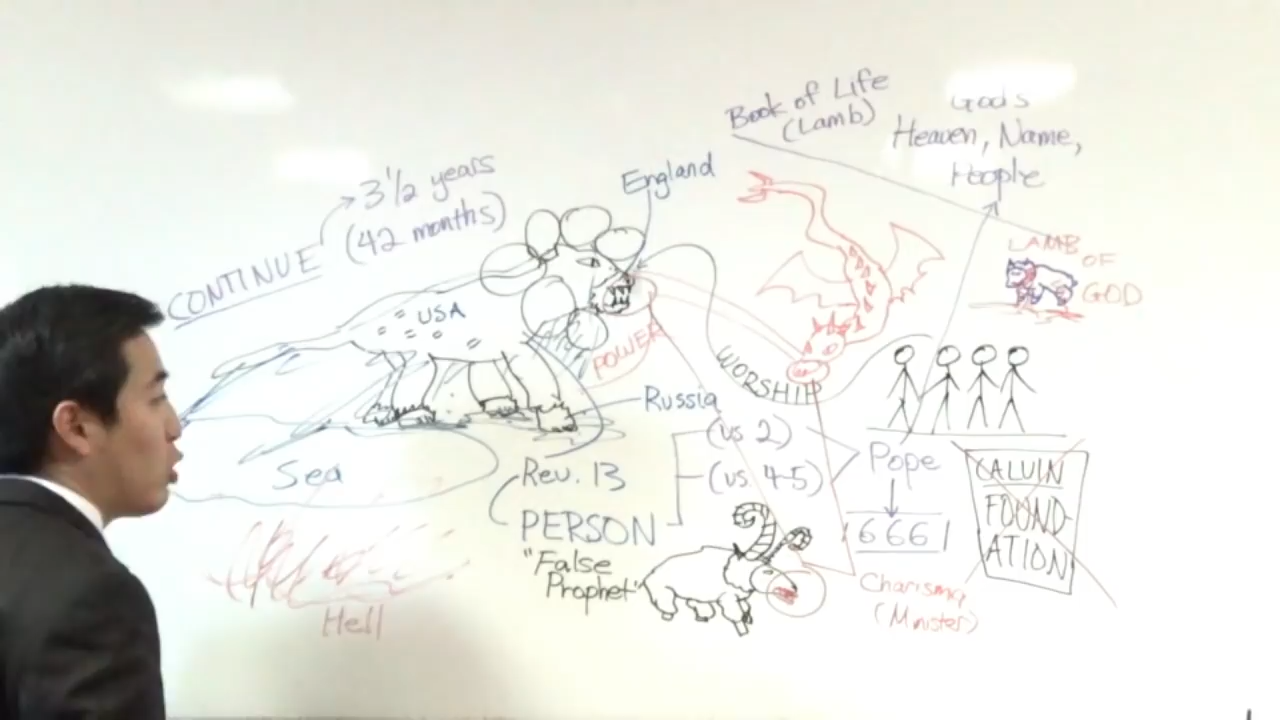 Book of Life
(Lamb)
Gods
Heaven, Name,
People
England
→ 3 1/2 years
(42 months)
CONTINUE
LAMB
OF
GOD
USA
POWER
WORSHIP
Russia
(vs 2)
(vs 4-5)
Pope
Sea
Rev. 13
PERSON
"False
Prophet"
666
CALVIN
FOUND-
ATION
Charisma
(Minister)
Hell